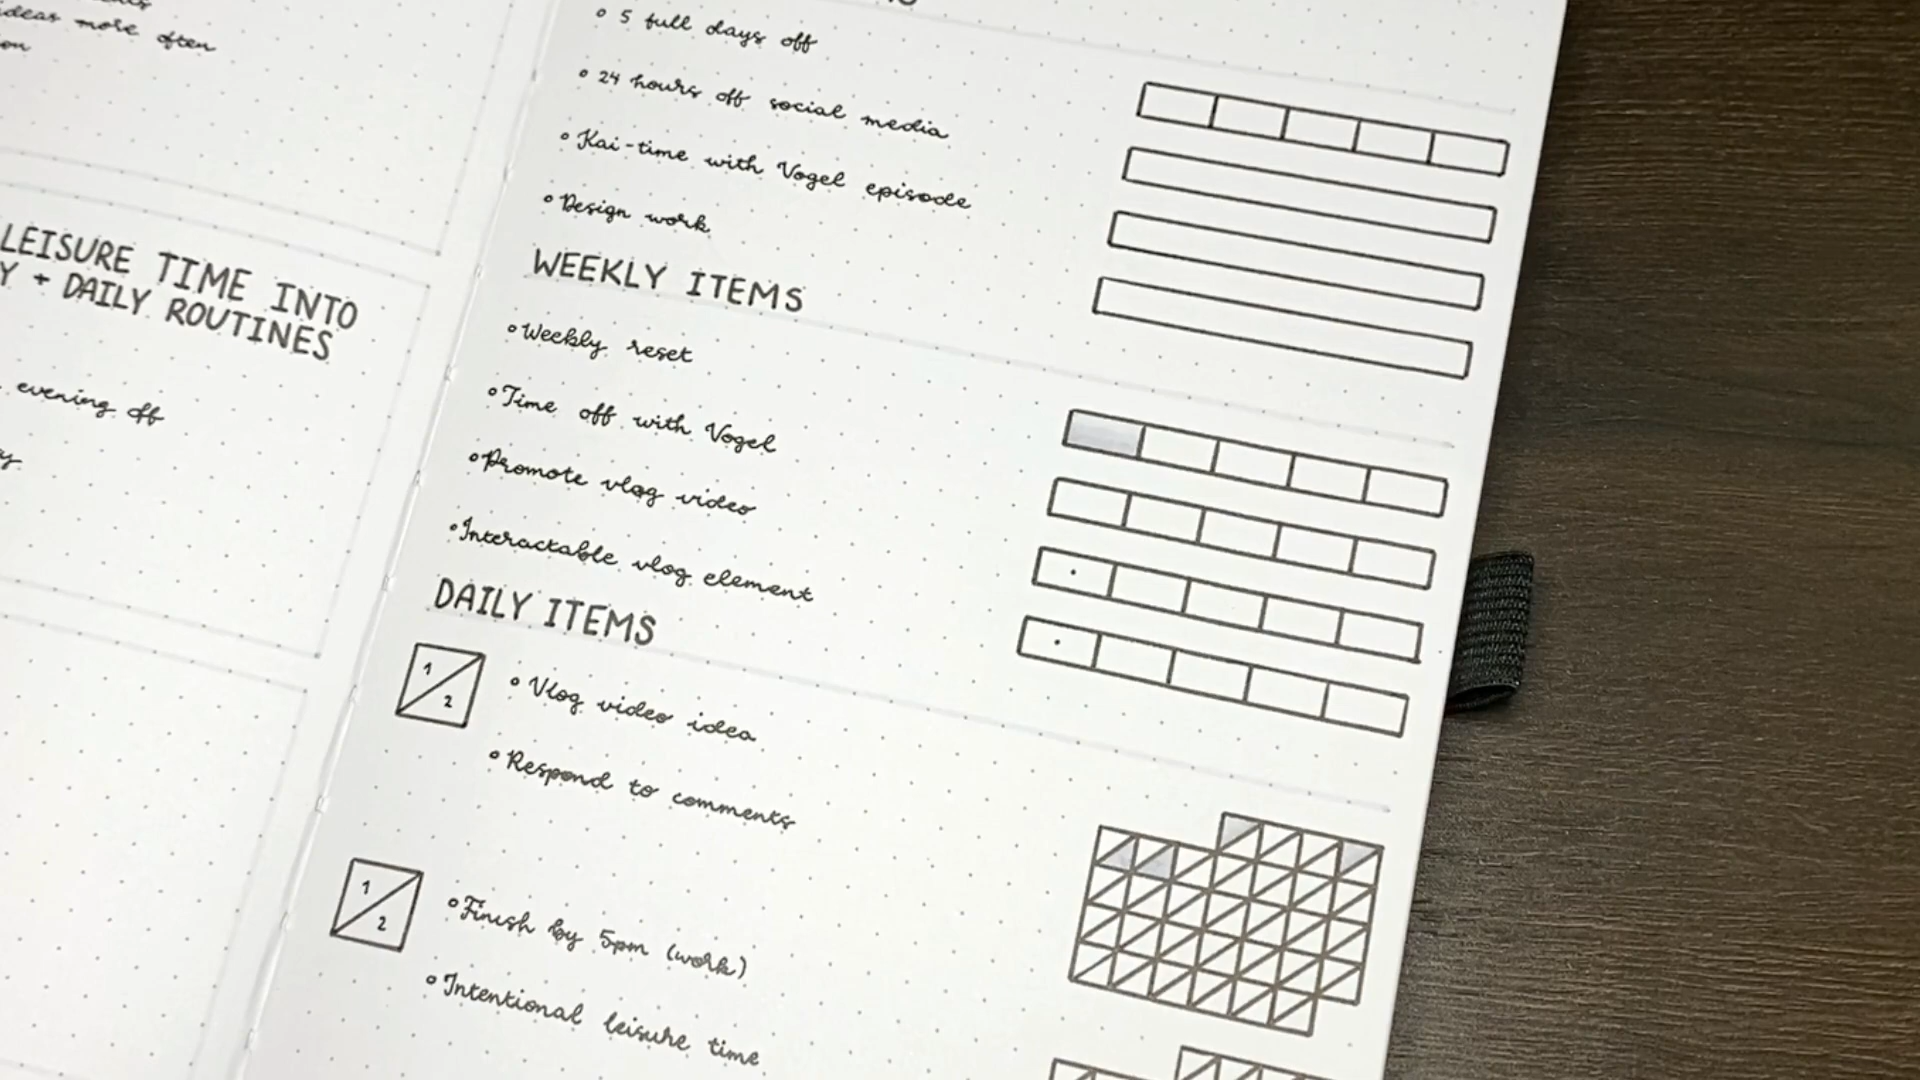 ideas more often
LEISURE TIME INTO
Y + DAILY ROUTINES
evening off
◦ 5 full days off
◦ 24 hours off social media
◦ Kai-time with Vogel episode
◦ Design work
WEEKLY ITEMS
◦ Weekly reset
◦ Time off with Vogel
◦ Promote vlog video
◦ Interactable vlog element
DAILY ITEMS
1
2
◦ Vlog video idea
◦ Respond to comments
1
2
◦ Finish by 5pm (work)
◦ Intentional leisure time